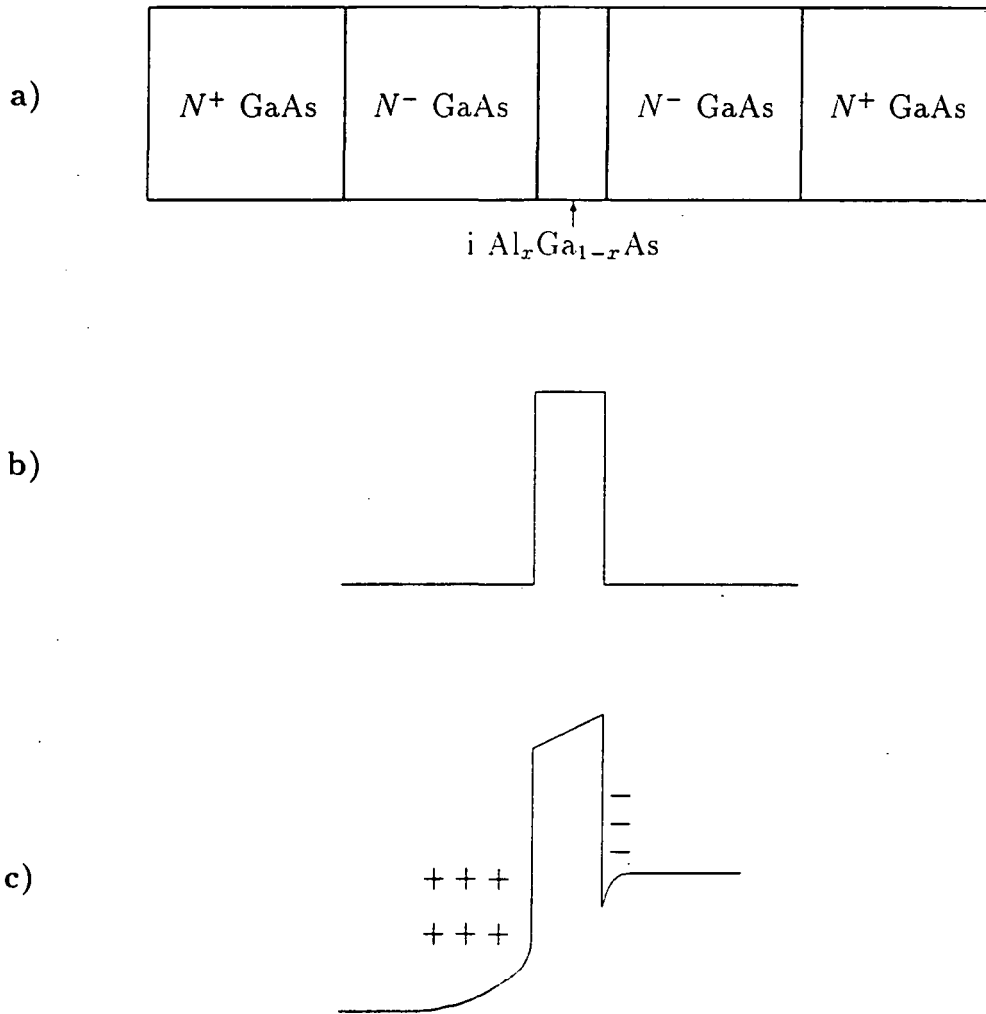 a)
N⁺ GaAs N⁻ GaAs N⁻ GaAs N⁺ GaAs
i AlₓGa₁₋ₓAs
b)
c)
+ + +
+ + +
−
−
−